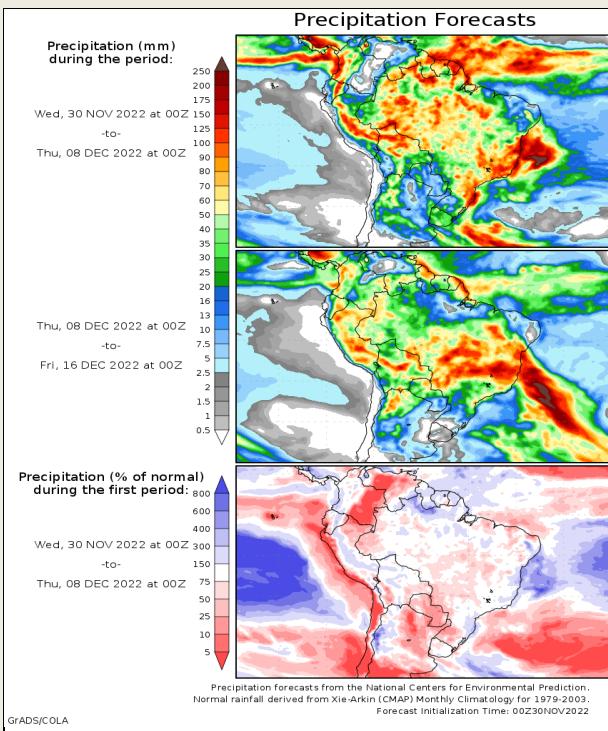 Precipitation Forecasts
Precipitation (mm)
during the period:
Wed, 30 NOV 2022 at 00Z
-to-
Thu, 08 DEC 2022 at 00Z
250
200
175
150
125
100
90
80
70
60
50
40
35
30
25
20
16
13
10
7.5
5
2.5
2
1.5
1
0.5
Thu, 08 DEC 2022 at 00Z
-to-
Fri, 16 DEC 2022 at 00Z
Precipitation (% of normal)
during the first period:
Wed, 30 NOV 2022 at 00Z
-to-
Thu, 08 DEC 2022 at 00Z
800
600
400
300
150
75
50
25
10
5
Precipitation forecasts from the National Centers for Environmental Prediction.
Normal rainfall derived from Xie-Arkin (CMAP) Monthly Climatology for 1979-2003.
Forecast Initialization Time: 00Z30NOV2022
GrADS/COLA